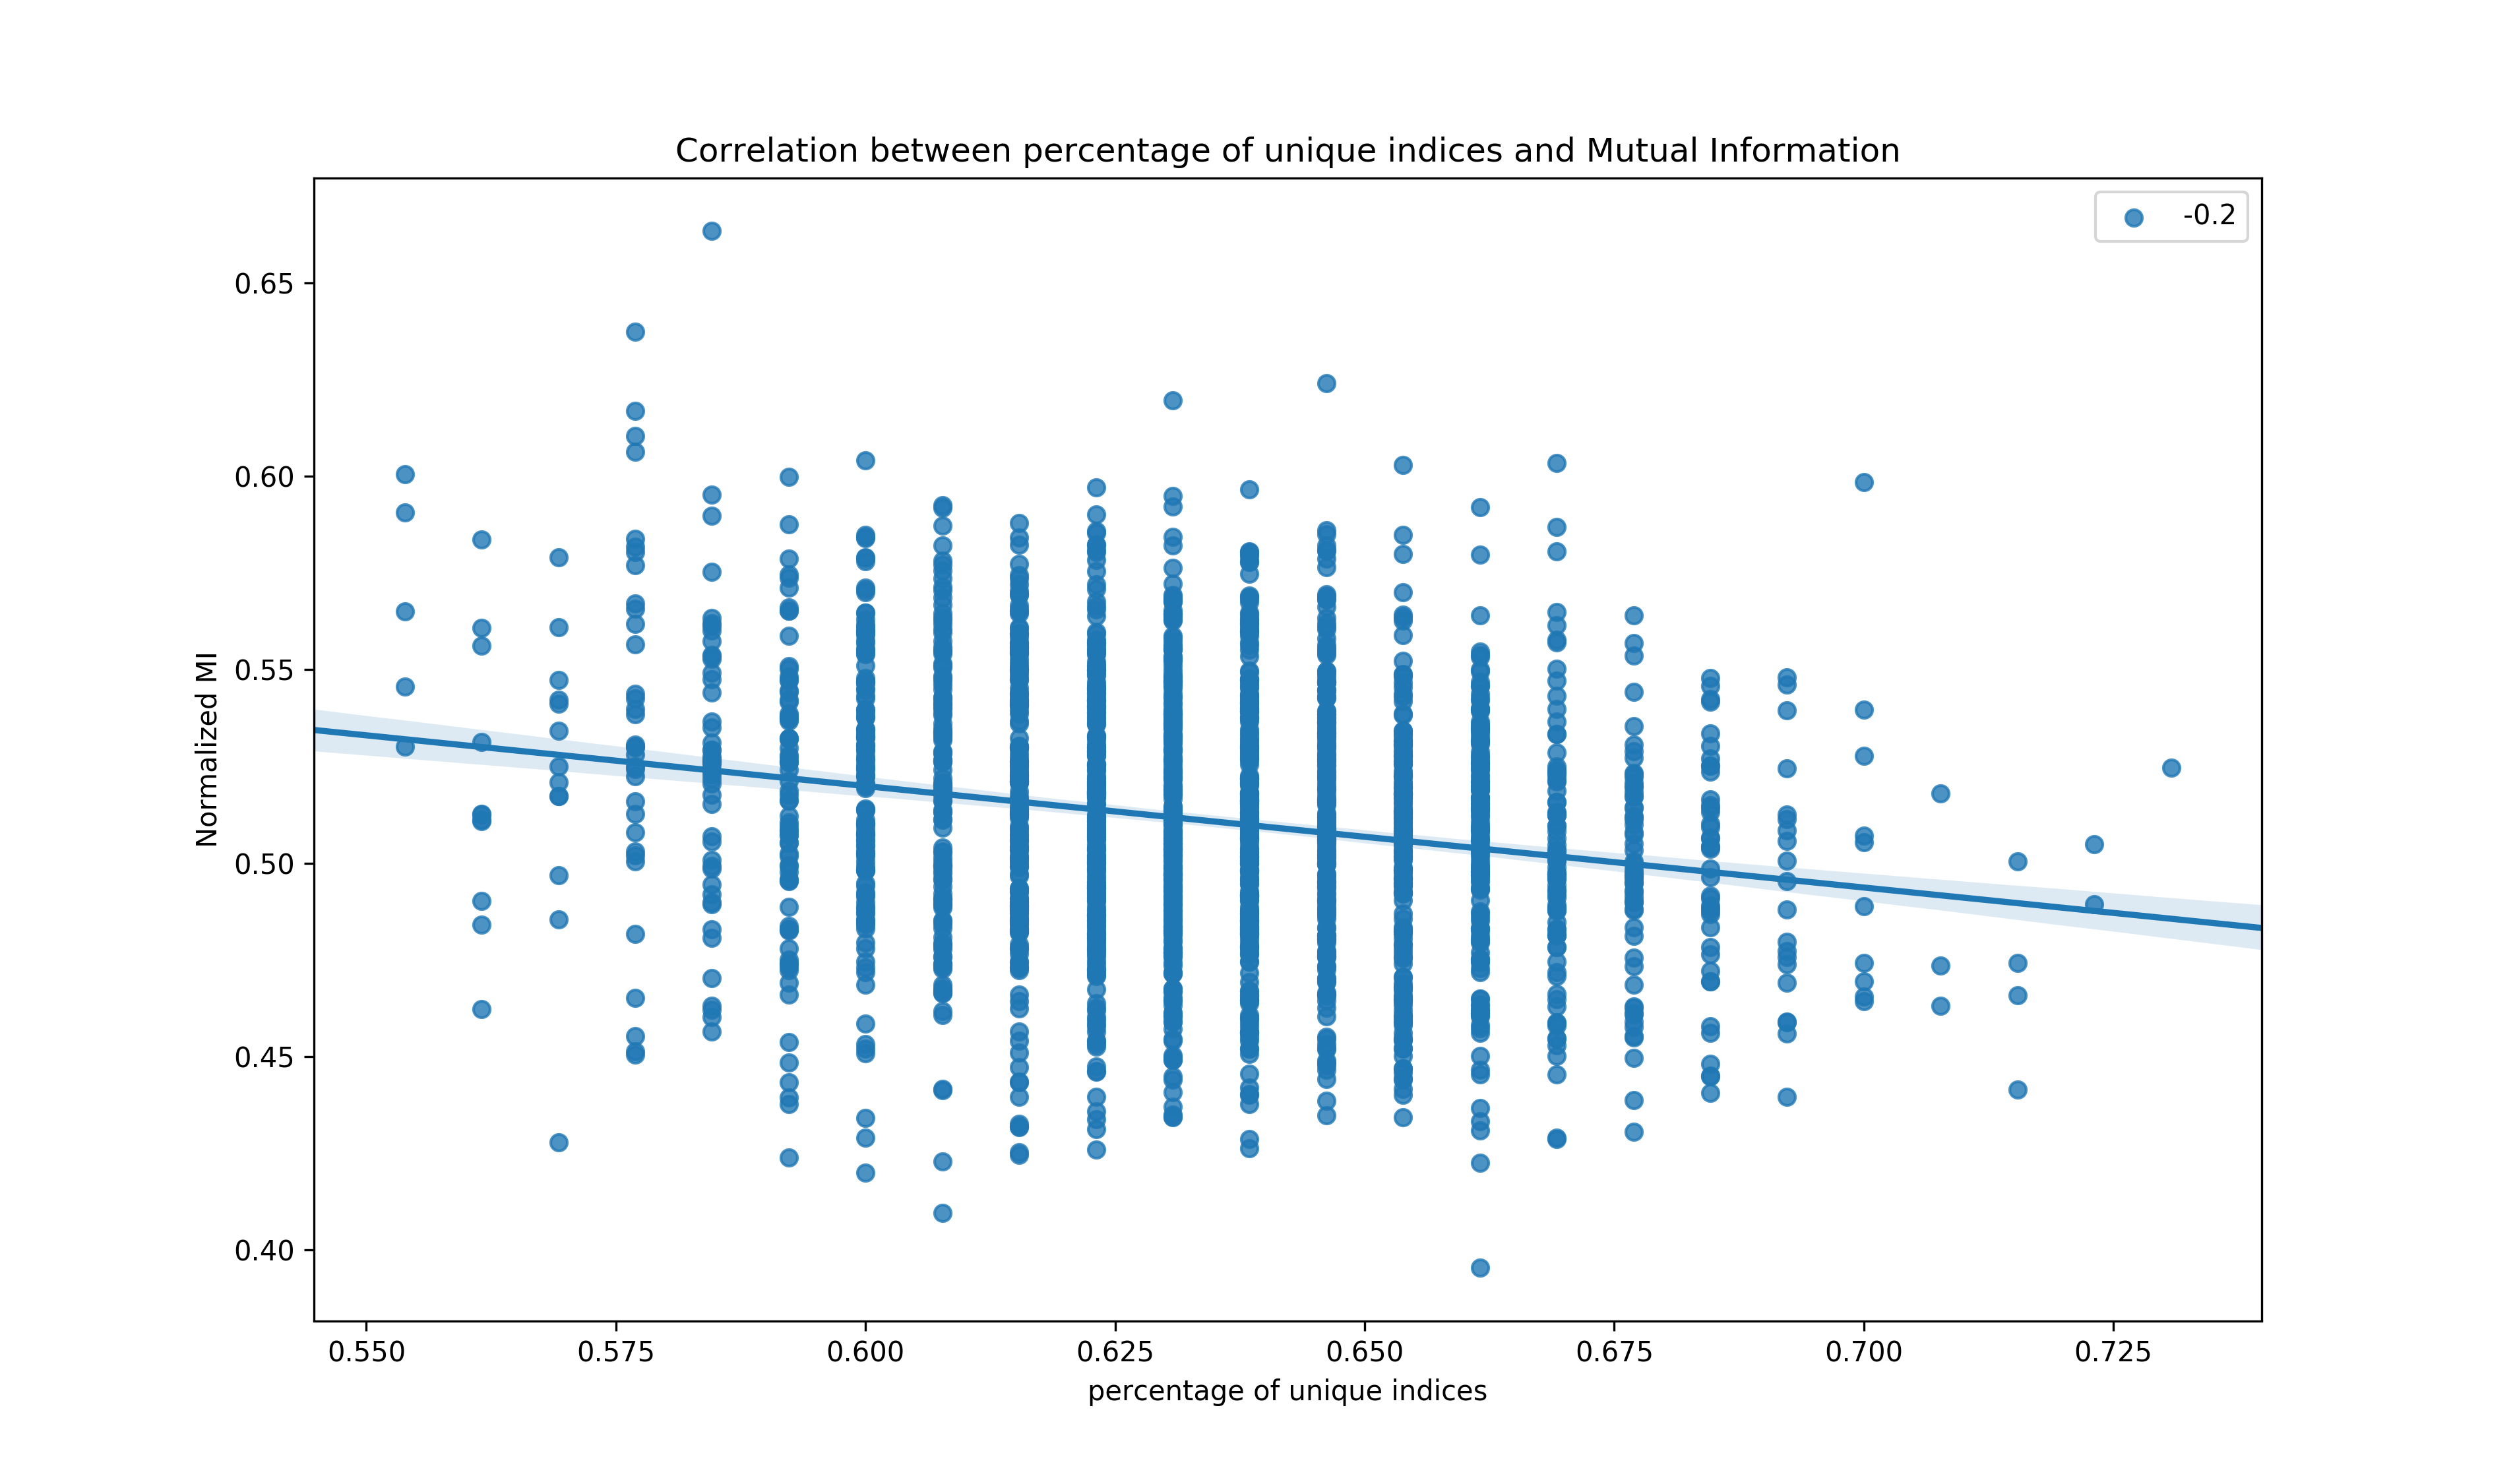 Correlation between percentage of unique indices and Mutual Information
-0.2
0.65
0.60
0.55
0.50
0.45
0.40
Normalized MI
0.550 0.575 0.600 0.625 0.650 0.675 0.700 0.725
percentage of unique indices